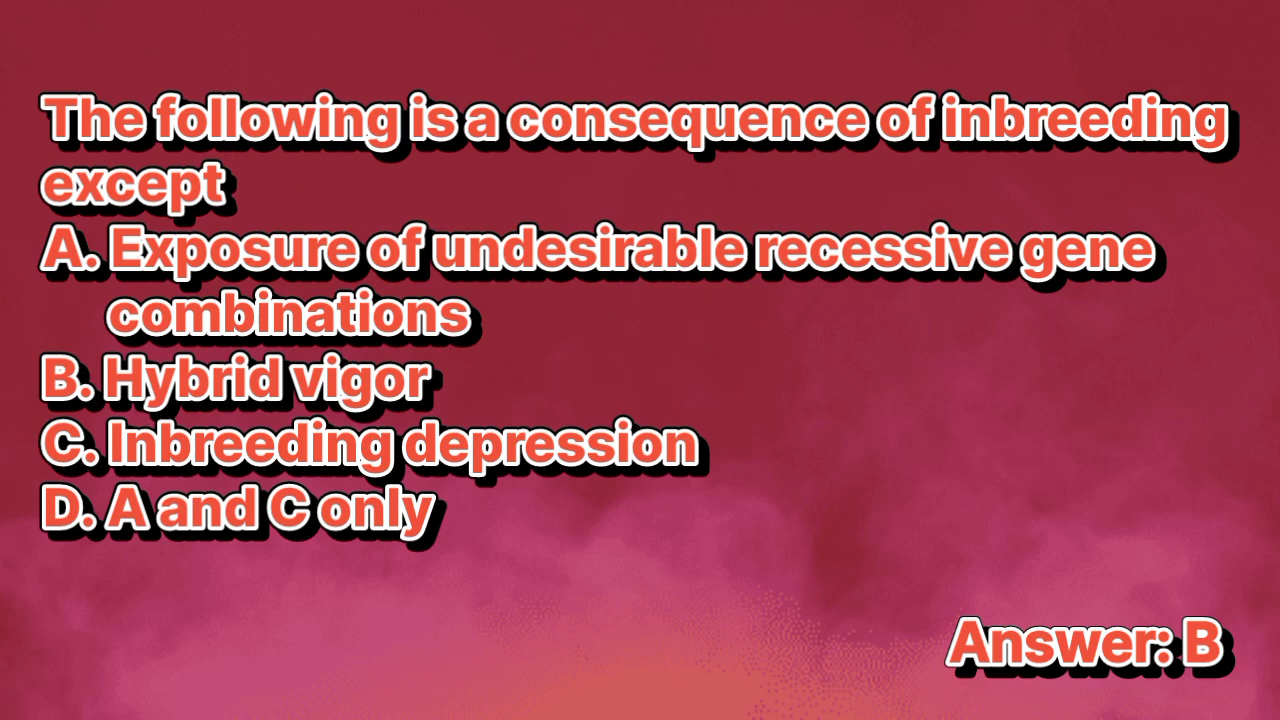 The following is a consequence of inbreeding
except
A. Exposure of undesirable recessive gene
combinations
B. Hybrid vigor
C. Inbreeding depression
D. A and C only
Answer: B